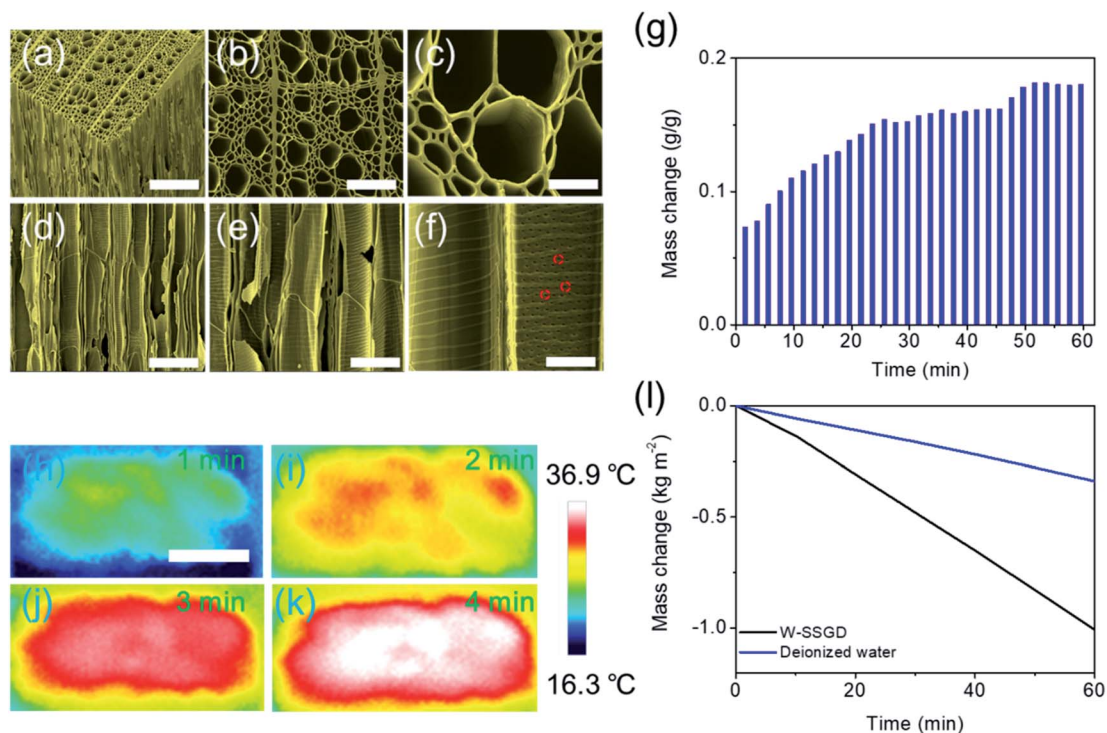 (a)
(b)
(c)
(d)
(e)
(f)
(g)
0.2
0.1
0.0
Mass change (g/g)
0
10
20
30
40
50
60
Time (min)
(h)
1 min
(i)
2 min
(j)
3 min
(k)
4 min
36.9 ℃
16.3 ℃
(l)
0.0
-0.5
-1.0
Mass change (kg m⁻²)
W-SSGD
Deionized water
0
20
40
60
Time (min)